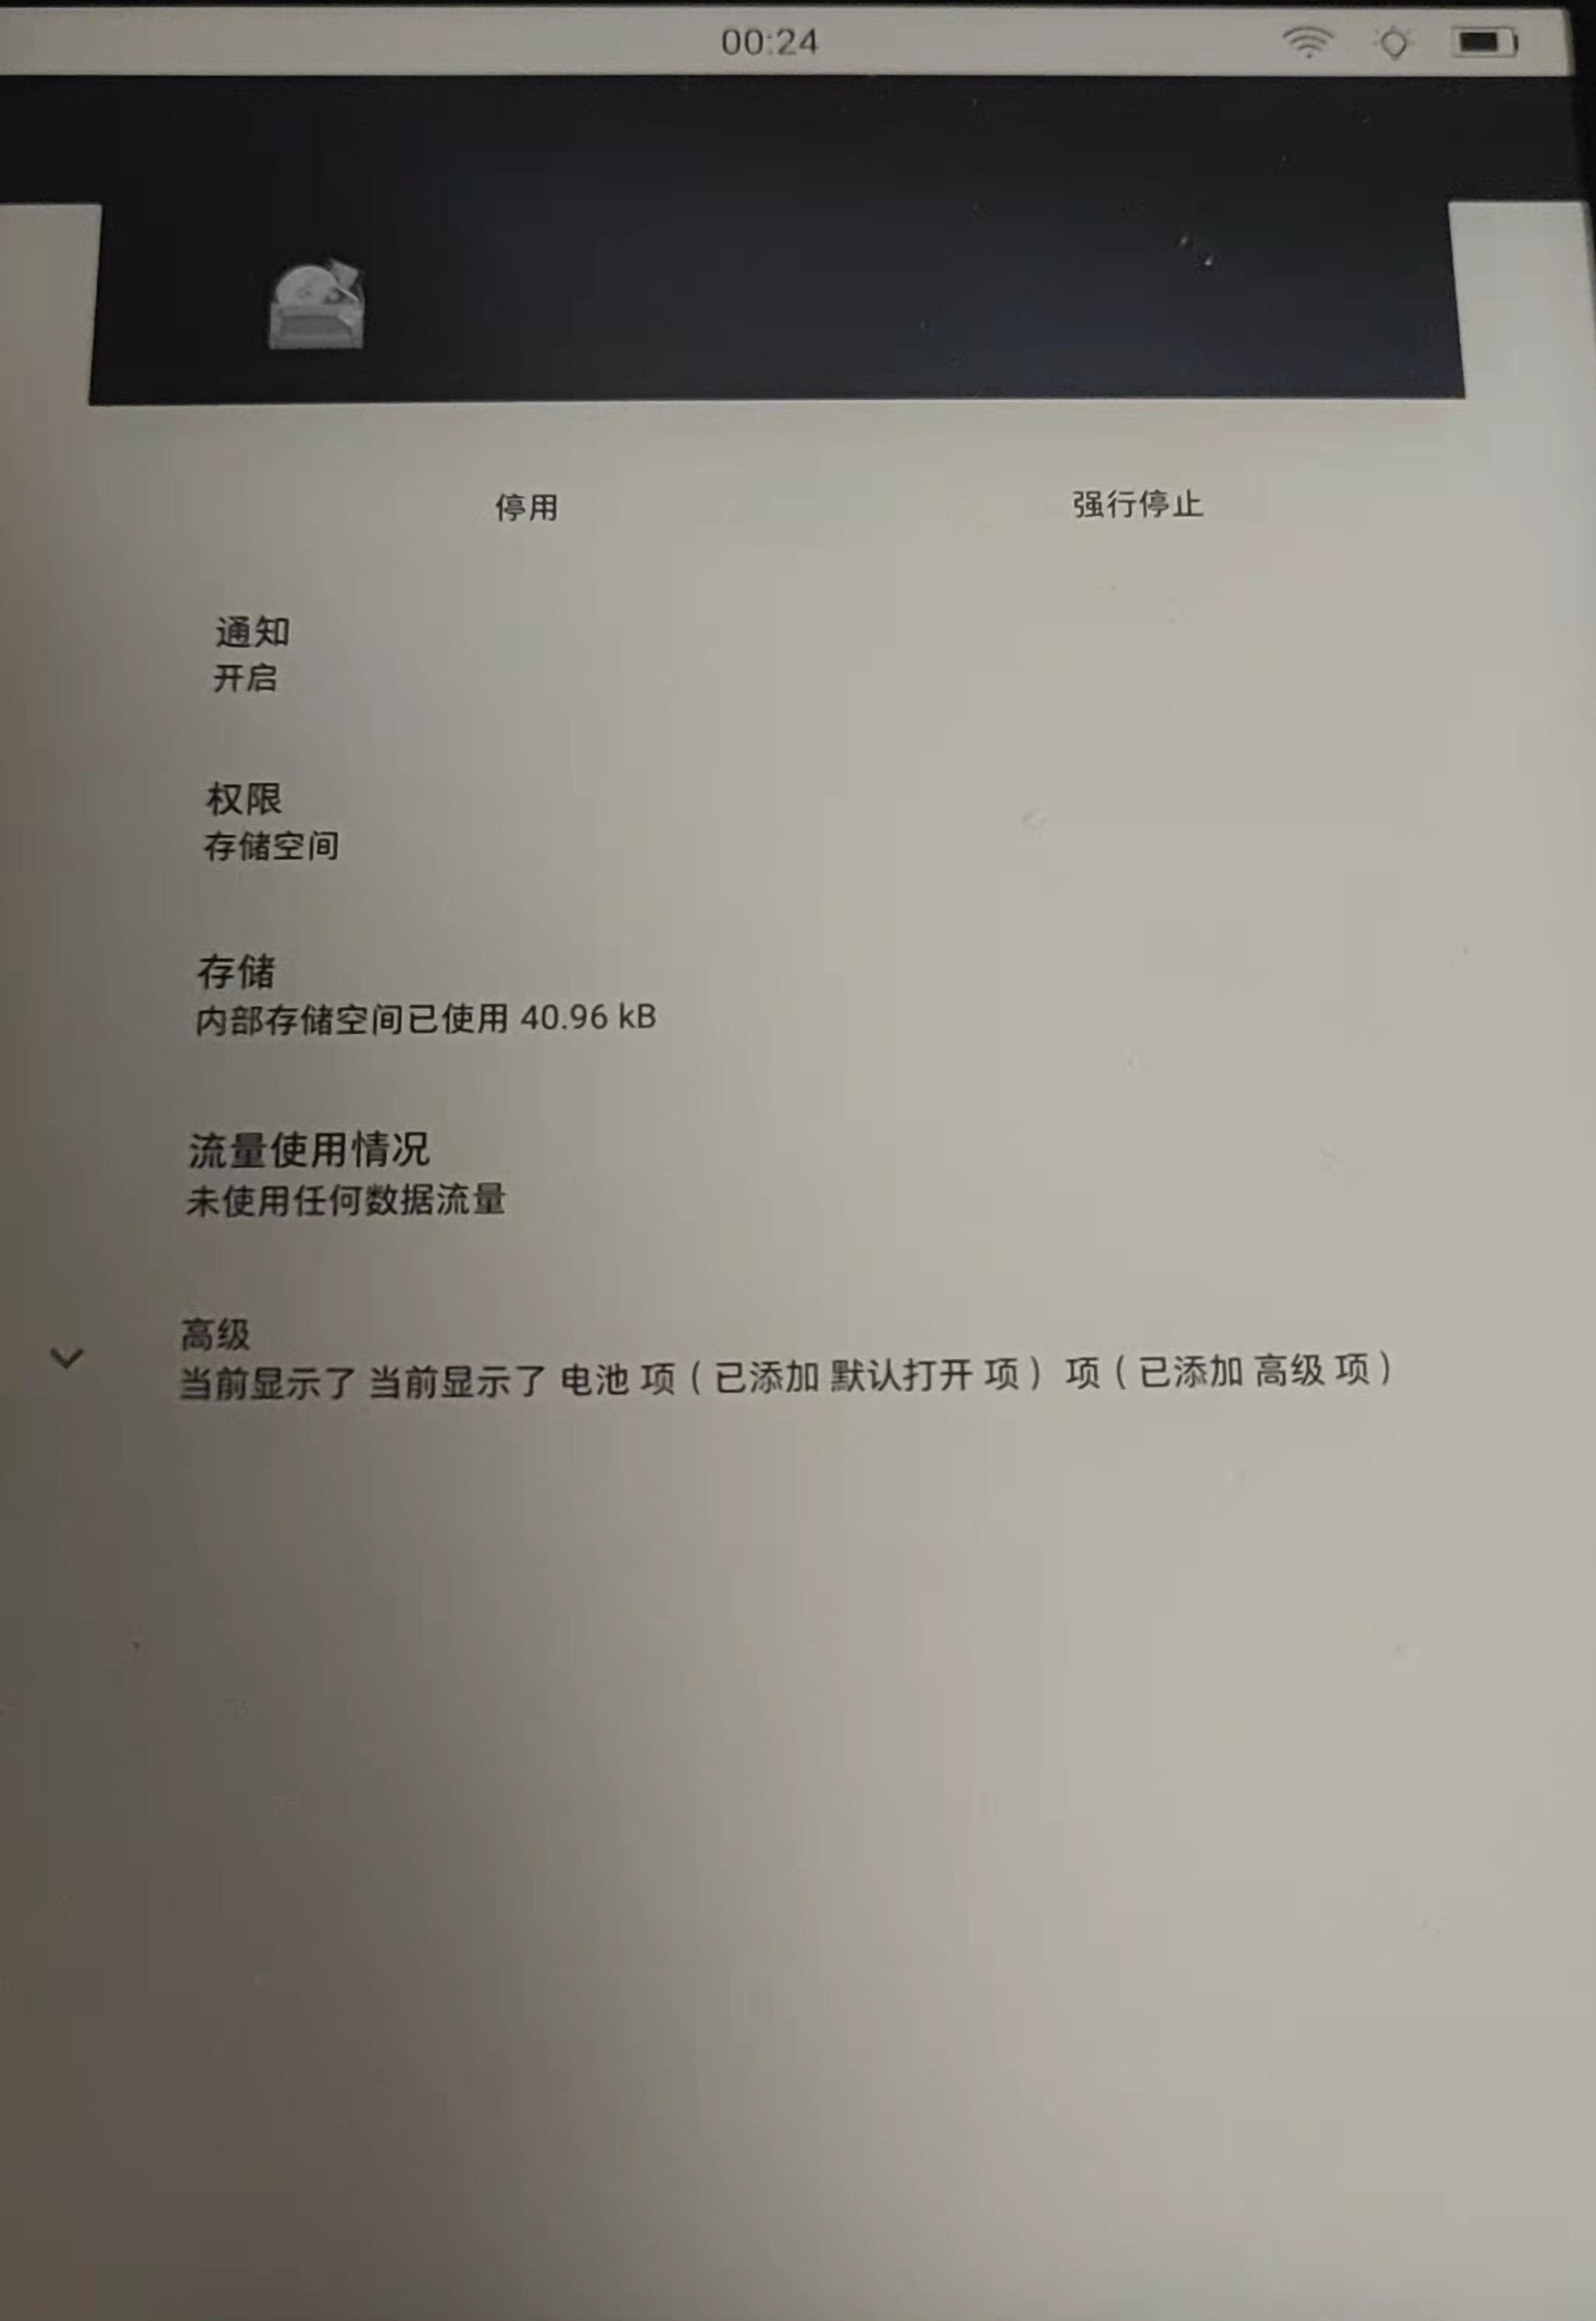 00:24
停用
强行停止
通知
开启
权限
存储空间
存储
内部存储空间已使用 40.96 kB
流量使用情况
未使用任何数据流量
高级
当前显示了 当前显示了 电池 项（已添加 默认打开 项）项（已添加 高级 项）